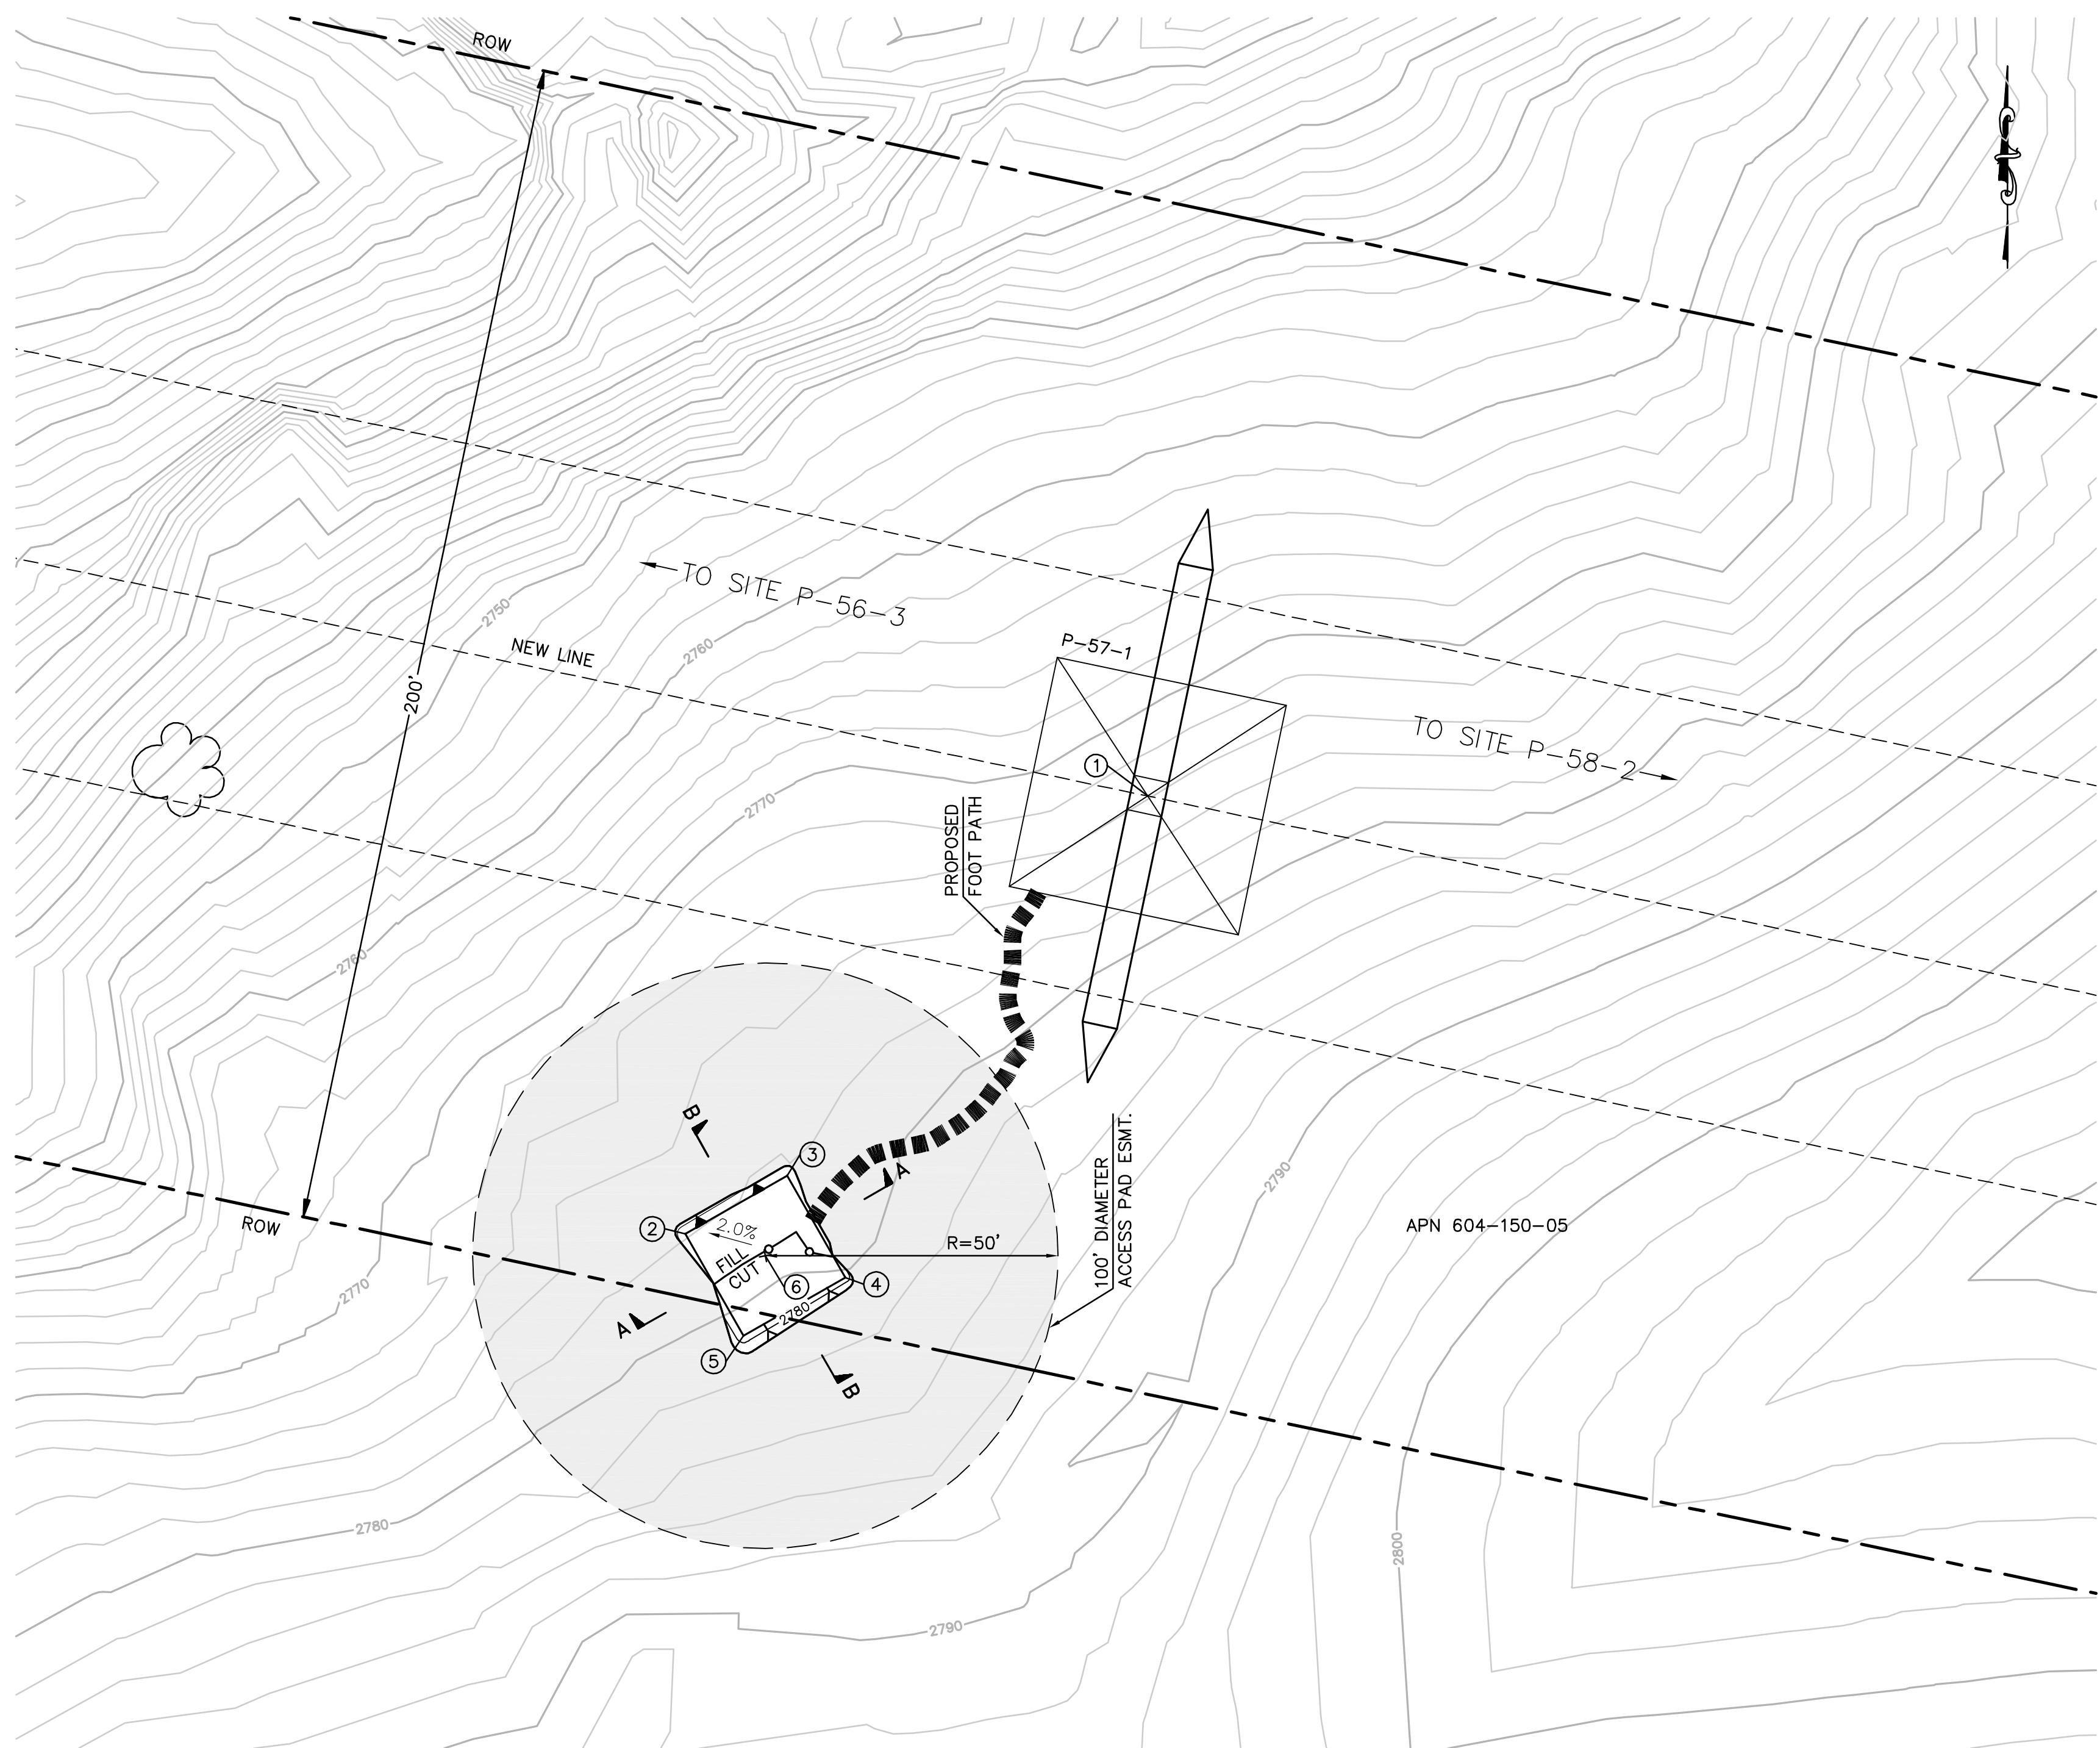 ROW
2750
TO SITE P-56-3
2760
NEW LINE
P-57-1
200'
TO SITE P-58-2
1
2770
PROPOSED
FOOT PATH
2760
B
3
A
2790
100' DIAMETER
ACCESS PAD ESMT.
ROW
2
2.0%
R=50'
APN 604-150-05
FILL
CUT
6
4
2770
2780
A
5
B
2780
2800
2790